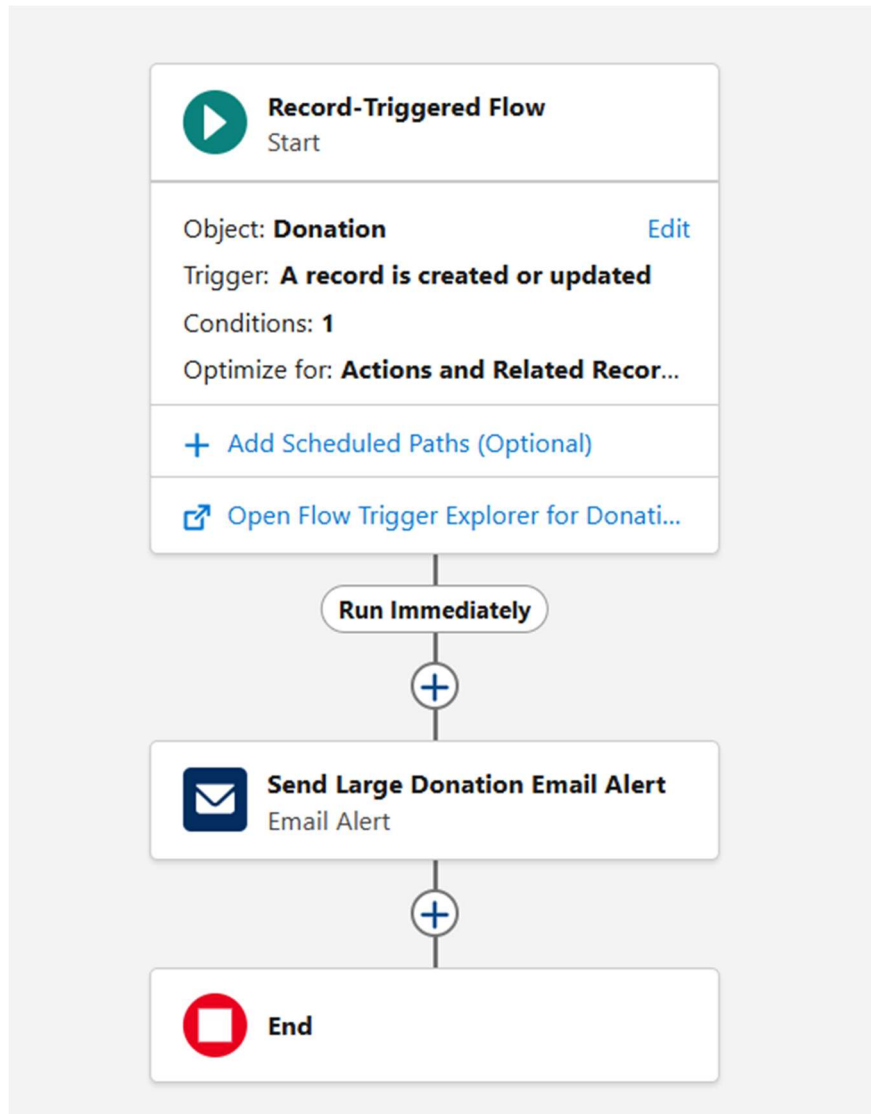 Record-Triggered Flow
Start
Object: Donation
Edit
Trigger: A record is created or updated
Conditions: 1
Optimize for: Actions and Related Recor...
Add Scheduled Paths (Optional)
Open Flow Trigger Explorer for Donati...
Run Immediately
Send Large Donation Email Alert
Email Alert
End